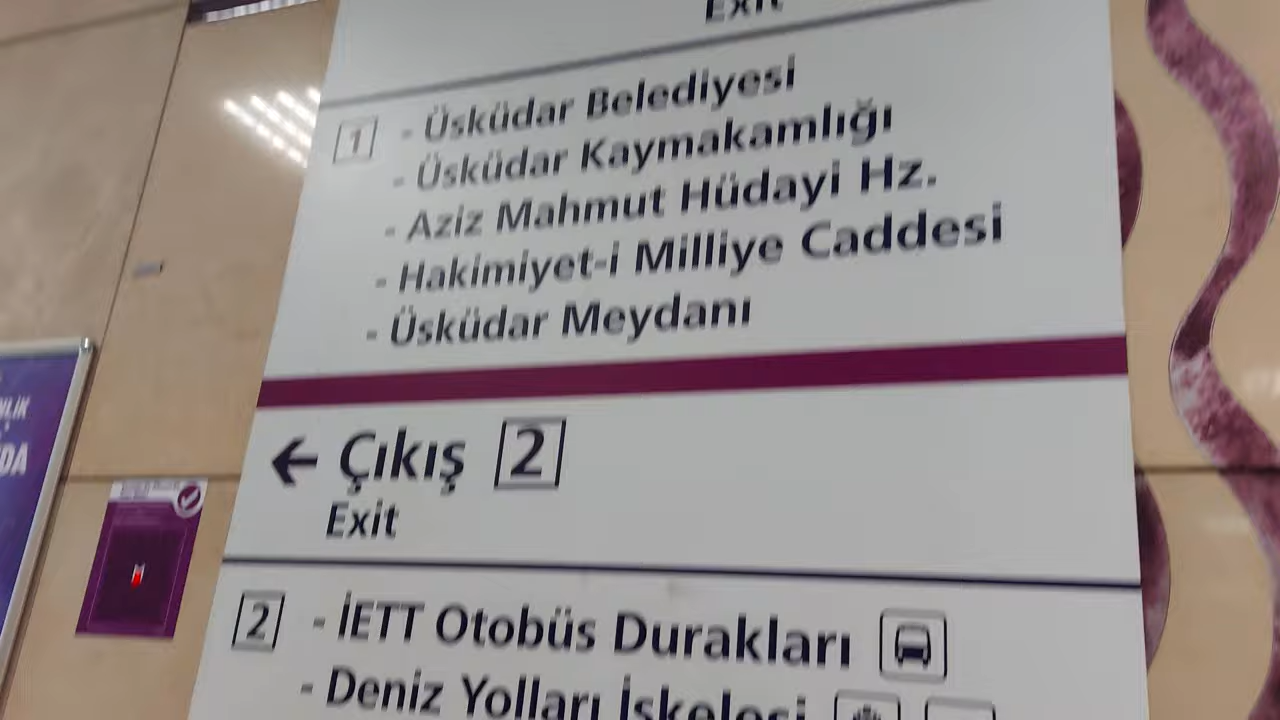 Exit
1 - Üsküdar Belediyesi
- Üsküdar Kaymakamlığı
- Aziz Mahmut Hüdayi Hz.
- Hakimiyet-i Milliye Caddesi
- Üsküdar Meydanı
← Çıkış 2
Exit
2 - İETT Otobüs Durakları
- Deniz Yolları İskelesi